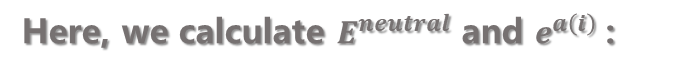 Here, we calculate $E^{neutral}$ and $e^{a(i)}$ :